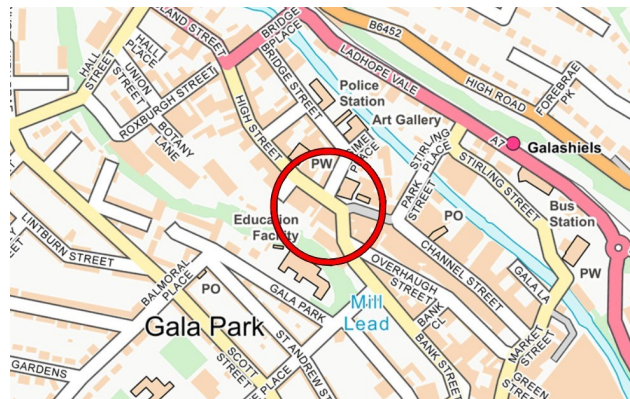 LAND STREET
BRIDGE
PLACE
B6452
HALL
STREET
HALL
PLACE
UNION
STREET
BRIDGE STREET
LADHOPE VALE
HIGH ROAD
FOREBRAE
PK
ROXBURGH STREET
BOTANY
LANE
HIGH STREET
Police
Station
Art Gallery
PLACE
STIRLING
PLACE
A7
Galashiels
PW
STIRLING STREET
PARK
STREET
PO
Bus
Station
Education
Facility
LINTBURN STREET
BALMORAL
PLACE
PO
GALA PARK
OVERHAUGH
STREET
CHANNEL STREET
GALA LA
PW
Mill
Lead
BANK
CL
Gala Park
BANK STREET
MARKET
STREET
GARDENS
SCOTT
STREET
PLACE
ST ANDREW ST
GREEN
STREET